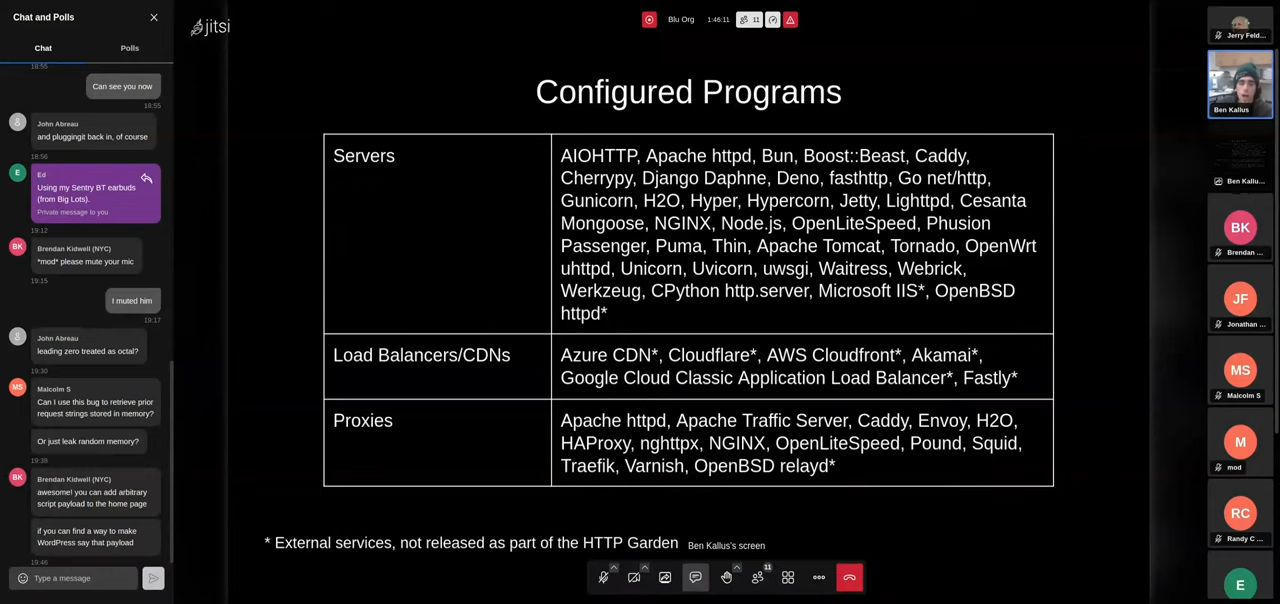 Chat and Polls
Chat
Polls
18:55
Can see you now
18:55
John Abreau
and pluggingit back in, of course
18:56
E
Ed
Using my Sentry BT earbuds
(from Big Lots).
Private message to you
19:12
BK
Brendan Kidwell (NYC)
*mod* please mute your mic
19:15
I muted him
19:17
John Abreau
leading zero treated as octal?
19:30
MS
Malcolm S
Can I use this bug to retrieve prior
request strings stored in memory?
Or just leak random memory?
19:38
BK
Brendan Kidwell (NYC)
awesome! you can add arbitrary
script payload to the home page
if you can find a way to make
WordPress say that payload
19:46
Type a message
jitsi
Blu Org
1:46:11
11
Configured Programs
Servers
AIOHTTP, Apache httpd, Bun, Boost::Beast, Caddy,
Cherrypy, Django Daphne, Deno, fasthttp, Go net/http,
Gunicorn, H2O, Hyper, Hypercorn, Jetty, Lighttpd, Cesanta
Mongoose, NGINX, Node.js, OpenLiteSpeed, Phusion
Passenger, Puma, Thin, Apache Tomcat, Tornado, OpenWrt
uhttpd, Unicorn, Uvicorn, uwsgi, Waitress, Webrick,
Werkzeug, CPython http.server, Microsoft IIS*, OpenBSD
httpd*
Load Balancers/CDNs
Azure CDN*, Cloudflare*, AWS Cloudfront*, Akamai*,
Google Cloud Classic Application Load Balancer*, Fastly*
Proxies
Apache httpd, Apache Traffic Server, Caddy, Envoy, H2O,
HAProxy, nghttpx, NGINX, OpenLiteSpeed, Pound, Squid,
Traefik, Varnish, OpenBSD relayd*
* External services, not released as part of the HTTP Garden
Ben Kallus's screen
11
Jerry Feld...
Ben Kallus
Ben Kallu...
BK
Brendan ...
JF
Jonathan ...
MS
Malcolm S
M
mod
RC
Randy C ...
E